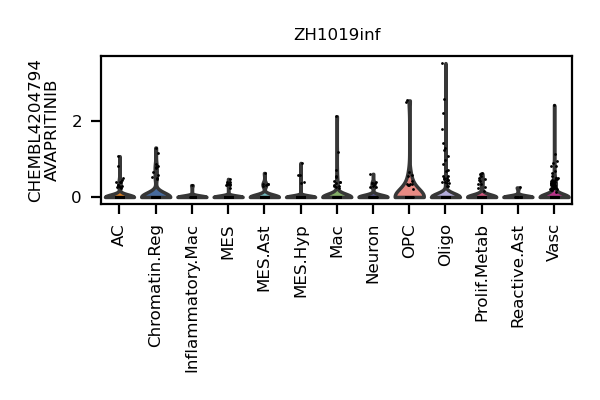 ZH1019inf
CHEMBL4204794
AVAPRITINIB
2
0
AC
Chromatin.Reg
Inflammatory.Mac
MES
MES.Ast
MES.Hyp
Mac
Neuron
OPC
Oligo
Prolif.Metab
Reactive.Ast
Vasc